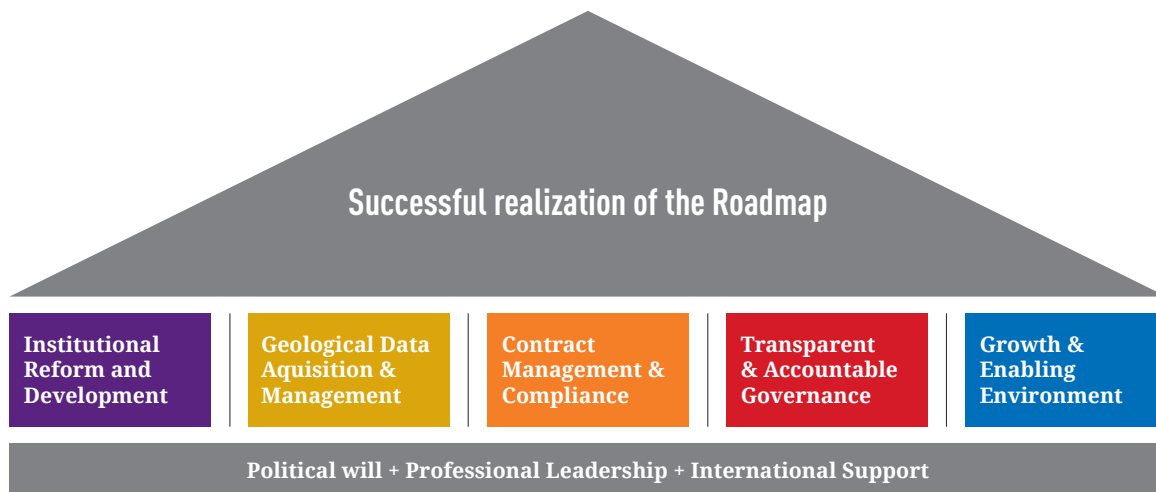 Successful realization of the Roadmap
Institutional
Reform and
Development
Geological Data
Aquisition &
Management
Contract
Management &
Compliance
Transparent
& Accountable
Governance
Growth &
Enabling
Environment
Political will + Professional Leadership + International Support